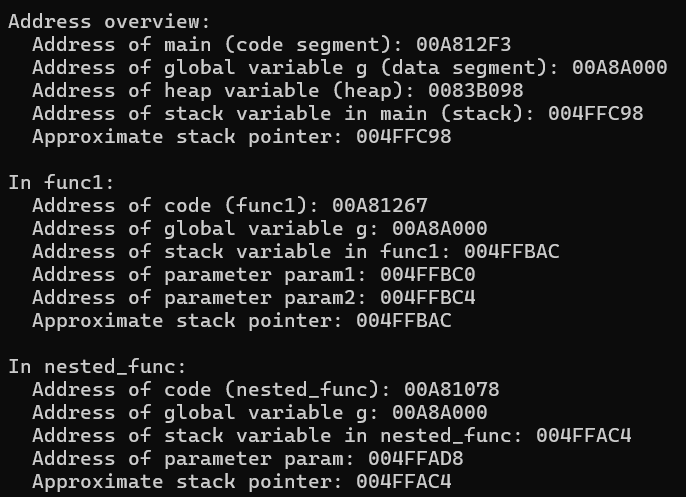 Address overview:
  Address of main (code segment): 00A812F3
  Address of global variable g (data segment): 00A8A000
  Address of heap variable (heap): 0083B098
  Address of stack variable in main (stack): 004FFC98
  Approximate stack pointer: 004FFC98

In func1:
  Address of code (func1): 00A81267
  Address of global variable g: 00A8A000
  Address of stack variable in func1: 004FFBAC
  Address of parameter param1: 004FFBC0
  Address of parameter param2: 004FFBC4
  Approximate stack pointer: 004FFBAC

In nested_func:
  Address of code (nested_func): 00A81078
  Address of global variable g: 00A8A000
  Address of stack variable in nested_func: 004FFAC4
  Address of parameter param: 004FFAD8
  Approximate stack pointer: 004FFAC4